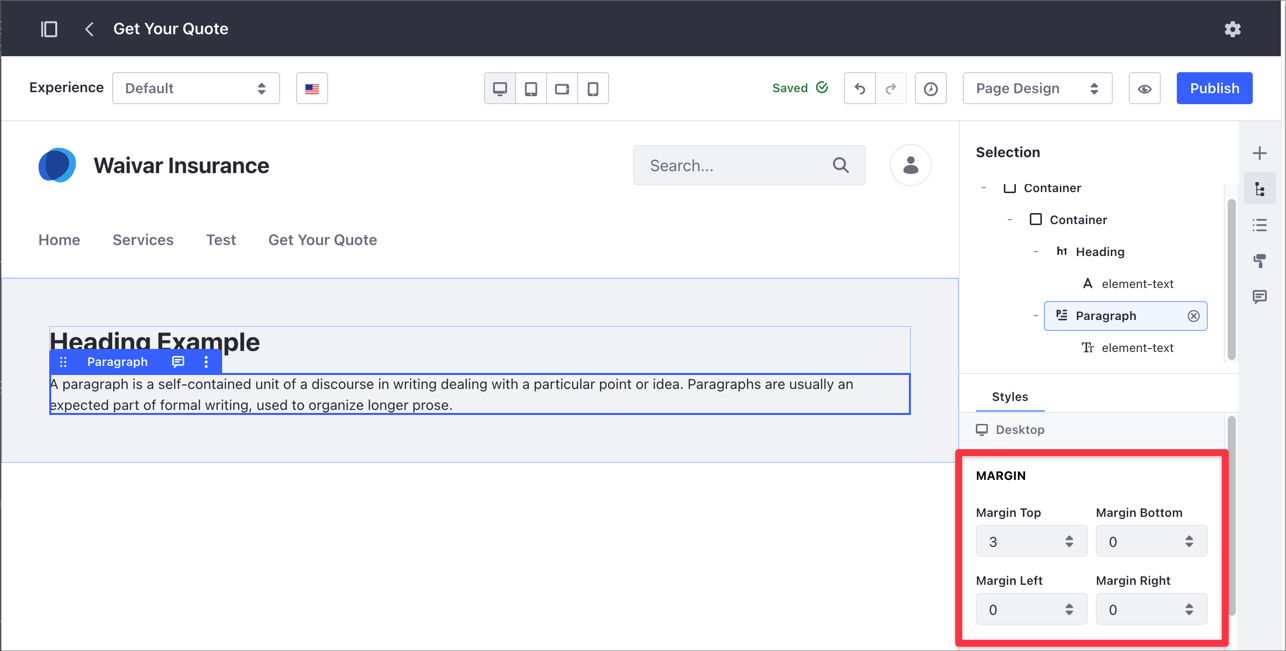 Get Your Quote
Experience
Default
Saved
Page Design
Publish
Waivar Insurance
Search...
Home
Services
Test
Get Your Quote
Heading Example
Paragraph
A paragraph is a self-contained unit of a discourse in writing dealing with a particular point or idea. Paragraphs are usually an
expected part of formal writing, used to organize longer prose.
Selection
- Container
- Container
- h1 Heading
A element-text
- Paragraph
Tr element-text
Styles
Desktop
MARGIN
Margin Top
Margin Bottom
3
0
Margin Left
Margin Right
0
0